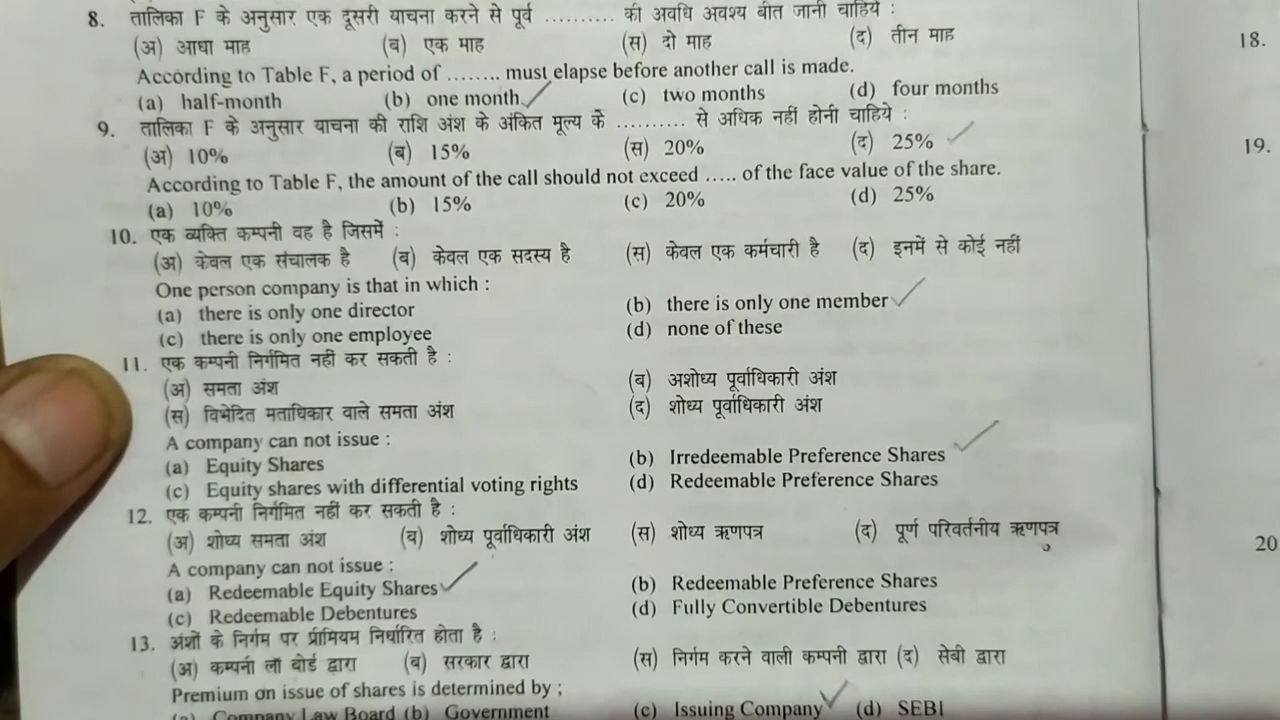 8. तालिका F के अनुसार एक दूसरी याचना करने से पूर्व .......... की अवधि अवश्य बीत जानी चाहिये :
(अ) आधा माह (ब) एक माह (स) दो माह (द) तीन माह
According to Table F, a period of ........ must elapse before another call is made.
(a) half-month (b) one month (c) two months (d) four months
9. तालिका F के अनुसार याचना की राशि अंश के अंकित मूल्य के .......... से अधिक नहीं होनी चाहिये :
(अ) 10% (ब) 15% (स) 20% (द) 25%
According to Table F, the amount of the call should not exceed ..... of the face value of the share.
(a) 10% (b) 15% (c) 20% (d) 25%
10. एक व्यक्ति कम्पनी वह है जिसमें :
(अ) केवल एक संचालक है (ब) केवल एक सदस्य है (स) केवल एक कर्मचारी है (द) इनमें से कोई नहीं
One person company is that in which :
(a) there is only one director (b) there is only one member
(c) there is only one employee (d) none of these
11. एक कम्पनी निर्गमित नहीं कर सकती है :
(अ) समता अंश (ब) अशोध्य पूर्वाधिकारी अंश
(स) विभेदित मताधिकार वाले समता अंश (द) शोध्य पूर्वाधिकारी अंश
A company can not issue :
(a) Equity Shares (b) Irredeemable Preference Shares
(c) Equity shares with differential voting rights (d) Redeemable Preference Shares
12. एक कम्पनी निर्गमित नहीं कर सकती है :
(अ) शोध्य समता अंश (ब) शोध्य पूर्वाधिकारी अंश (स) शोध्य ऋणपत्र (द) पूर्ण परिवर्तनीय ऋणपत्र
A company can not issue :
(a) Redeemable Equity Shares (b) Redeemable Preference Shares
(c) Redeemable Debentures (d) Fully Convertible Debentures
13. अंशों के निर्गम पर प्रीमियम निर्धारित होता है :
(अ) कम्पनी लॉ बोर्ड द्वारा (ब) सरकार द्वारा (स) निर्गम करने वाली कम्पनी द्वारा (द) सेबी द्वारा
Premium on issue of shares is determined by ;
(a) Company Law Board (b) Government (c) Issuing Company (d) SEBI
18.
19.
20